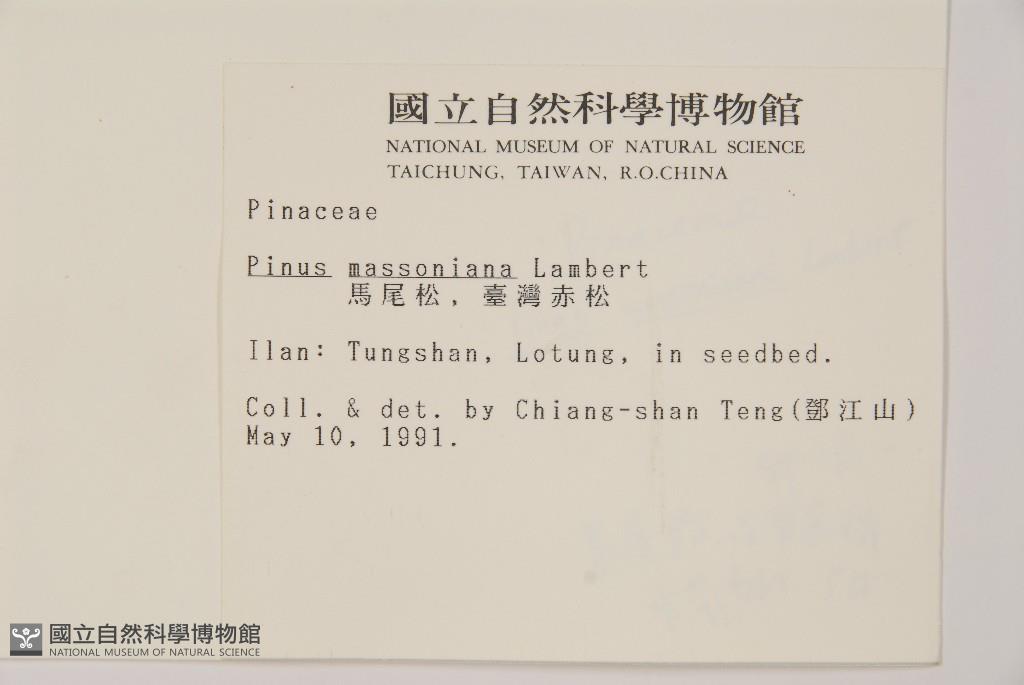 國立自然科學博物館
NATIONAL MUSEUM OF NATURAL SCIENCE
TAICHUNG, TAIWAN, R.O.CHINA
Pinaceae
Pinus massoniana Lambert
馬尾松, 臺灣赤松
Ilan: Tungshan, Lotung, in seedbed.
Coll. & det. by Chiang-shan Teng(鄧江山)
May 10, 1991.
國立自然科學博物館
NATIONAL MUSEUM OF NATURAL SCIENCE